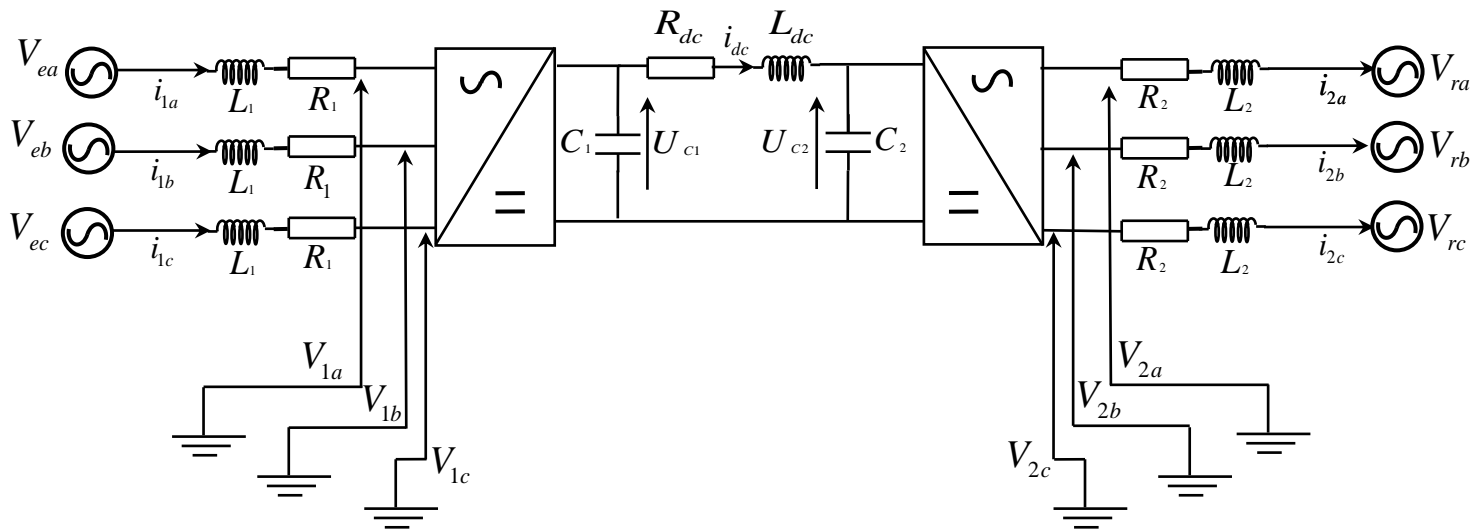 R_dc i_dc L_dc
V_ea i_1a L_1 R_1 R_2 L_2 i_2a V_ra
V_eb i_1b L_1 R_1 C_1 U_C1 U_C2 C_2 R_2 L_2 i_2b V_rb
V_ec i_1c L_1 R_1 R_2 L_2 i_2c V_rc
V_1a V_2a
V_1b V_2b
V_1c V_2c